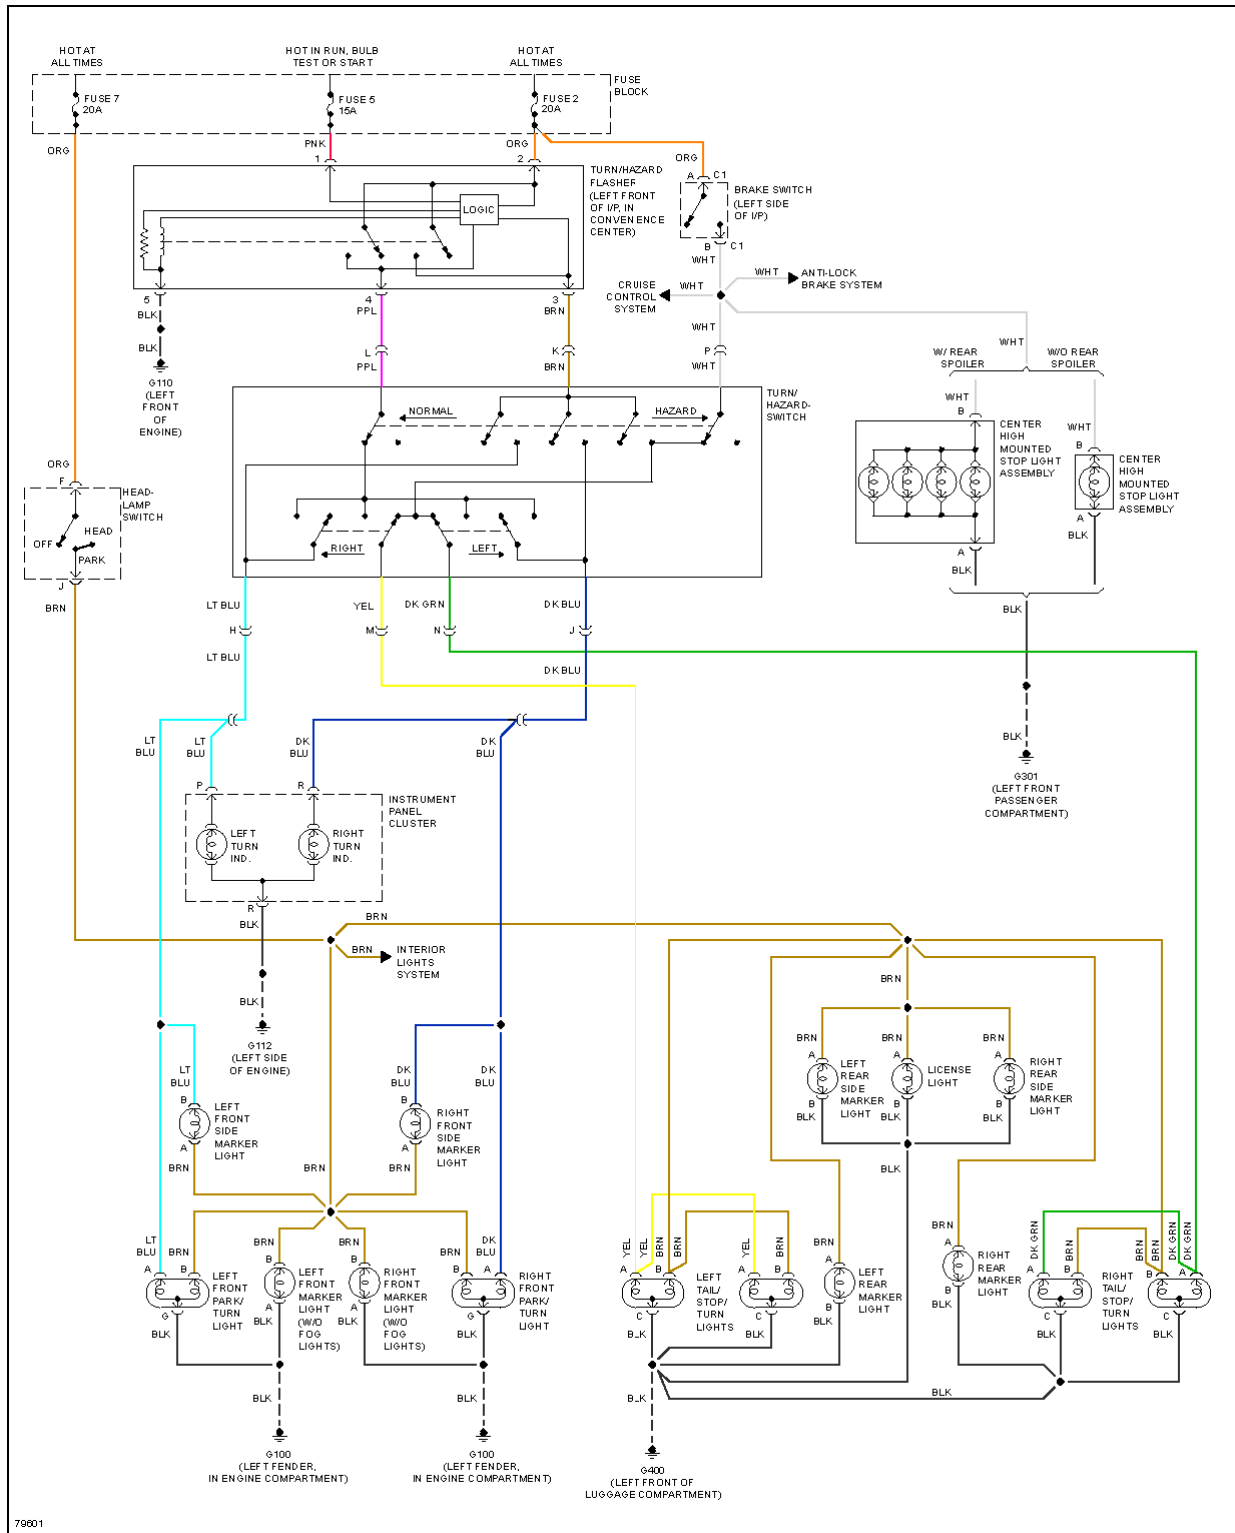 HOT AT
ALL TIMES
HOT IN RUN, BULB
TEST OR START
HOT AT
ALL TIMES
FUSE 7
20A
FUSE 5
15A
FUSE 2
20A
FUSE
BLOCK
ORG
PNK
1
ORG
2
ORG
A
C1
TURN/HAZARD
FLASHEF
(LEFT FRONT
OF I/P, IN
CONVENENCE
CENTER)
LOGIC
BRAKE SWITCH
(LEFT SIDE
OF I/P)
B
C1
WHT
WHT
ANTI-LOCK
BRAKE SYSTEM
CRUISE
CONTROL
SYSTEM
WHT
5
BLK
BLK
G110
(LEFT
FRONT
OF
ENGINE)
4
PPL
L
PPL
3
BRN
K
BRN
WHT
P
WHT
WHT
W/ REAR
SPOILER
W/O REAR
SPOILER
NORMAL
HAZARD
TURN/
HAZARD-
SWITCH
RIGHT
LEFT
WHT
B
CENTER
HIGH
MOUNTED
STOP LIGHT
ASSEMBLY
A
BLK
WHT
B
CENTER
HIGH
MOUNTED
STOP LIGHT
ASSEMBLY
A
BLK
BLK
BLK
G301
(LEFT FRONT
PASSENGER
COMPARTMENT)
ORG
F
HEAD-
LAMP
SWITCH
OFF
HEAD
PARK
J
BRN
LT BLU
H
LT BLU
YEL
M
DK GRN
N
DK BLU
J
DK BLU
LT
BLU
LT
BLU
DK
BLU
DK
BLU
P
R
INSTRUMENT
PANEL
CLUSTER
LEFT
TURN
IND.
RIGHT
TURN
IND.
R
BLK
BLK
G112
(LEFT SIDE
OF ENGINE)
BRN
BRN
INTERIOR
LIGHTS
SYSTEM
BRN
BRN
A
BRN
A
BRN
A
LEFT
REAR
SIDE
MARKER
LIGHT
LICENSE
LIGHT
RIGHT
REAR
SIDE
MARKER
LIGHT
B
BLK
B
BLK
B
BLK
BLK
LT
BLU
B
LEFT
FRONT
SIDE
MARKER
LIGHT
A
BRN
DK
BLU
B
RIGHT
FRONT
SIDE
MARKER
LIGHT
A
BRN
DK
BLU
BRN
LT
BLU
A
BRN
B
LEFT
FRONT
PARK/
TURN
LIGHT
G
BLK
BRN
B
LEFT
FRONT
MARKER
LIGHT
(W/O
FOG
LIGHTS)
A
BLK
BRN
B
RIGHT
FRONT
MARKER
LIGHT
(W/O
FOG
LIGHTS)
A
BLK
BRN
B
DK
BLU
A
RIGHT
FRONT
PARK/
TURN
LIGHT
G
BLK
BLK
G100
(LEFT FENDER,
IN ENGINE COMPARTMENT)
BLK
G100
(LEFT FENDER,
IN ENGINE COMPARTMENT)
YEL
YEL
BRN
BRN
A
B
LEFT
TAIL/
STOP/
TURN
LIGHTS
C
BLK
YEL
BRN
A
B
C
BLK
BRN
A
LEFT
REAR
MARKER
LIGHT
B
BLK
BRN
A
RIGHT
REAR
MARKER
LIGHT
B
BLK
DK GRN
BRN
A
B
RIGHT
TAIL/
STOP/
TURN
LIGHTS
C
BLK
BRN
BRN
DK GRN
DK GRN
B
A
C
BLK
BLK
BLK
G400
(LEFT FRONT OF
LUGGAGE COMPARTMENT)
79601